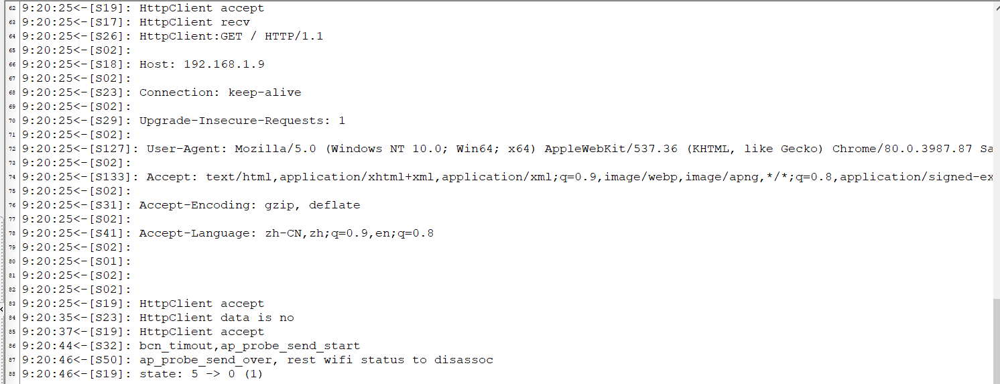 62 9:20:25<-[S19]: HttpClient accept
63 9:20:25<-[S17]: HttpClient recv
64 9:20:25<-[S26]: HttpClient:GET / HTTP/1.1
65 9:20:25<-[S02]:
66 9:20:25<-[S18]: Host: 192.168.1.9
67 9:20:25<-[S02]:
68 9:20:25<-[S23]: Connection: keep-alive
69 9:20:25<-[S02]:
70 9:20:25<-[S29]: Upgrade-Insecure-Requests: 1
71 9:20:25<-[S02]:
72 9:20:25<-[S127]: User-Agent: Mozilla/5.0 (Windows NT 10.0; Win64; x64) AppleWebKit/537.36 (KHTML, like Gecko) Chrome/80.0.3987.87 Sa
73 9:20:25<-[S02]:
74 9:20:25<-[S133]: Accept: text/html,application/xhtml+xml,application/xml;q=0.9,image/webp,image/apng,*/*;q=0.8,application/signed-ex
75 9:20:25<-[S02]:
76 9:20:25<-[S31]: Accept-Encoding: gzip, deflate
77 9:20:25<-[S02]:
78 9:20:25<-[S41]: Accept-Language: zh-CN,zh;q=0.9,en;q=0.8
79 9:20:25<-[S02]:
80 9:20:25<-[S01]:
81 9:20:25<-[S02]:
82 9:20:25<-[S02]:
83 9:20:25<-[S19]: HttpClient accept
84 9:20:35<-[S23]: HttpClient data is no
85 9:20:37<-[S19]: HttpClient accept
86 9:20:44<-[S32]: bcn_timout,ap_probe_send_start
87 9:20:46<-[S50]: ap_probe_send_over, rest wifi status to disassoc
88 9:20:46<-[S19]: state: 5 -> 0 (1)